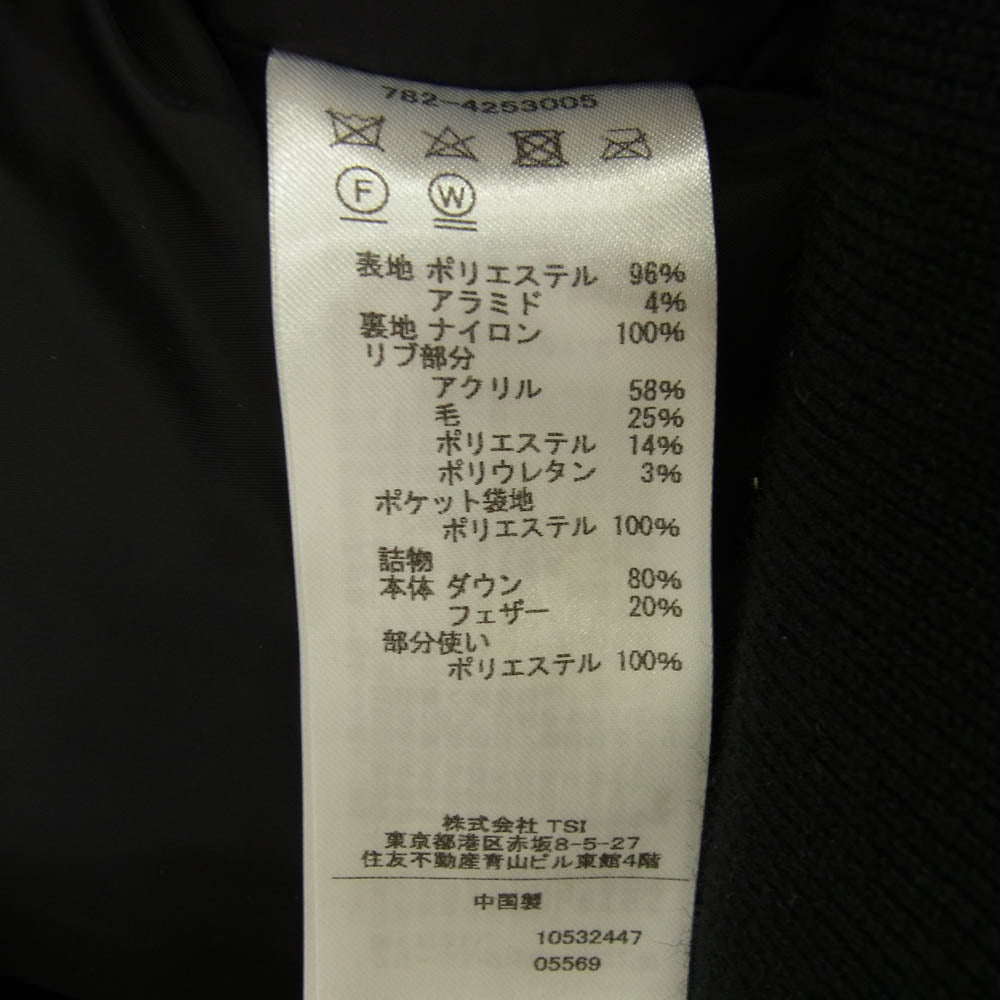 782-4253005
F W
表地 ポリエステル 96%
アラミド 4%
裏地 ナイロン 100%
リブ部分
アクリル 58%
毛 25%
ポリエステル 14%
ポリウレタン 3%
ポケット袋地
ポリエステル 100%
詰物
本体 ダウン 80%
フェザー 20%
部分使い
ポリエステル 100%
株式会社 TSI
東京都港区赤坂8-5-27
住友不動産青山ビル東館4階
中国製
10532447
05569